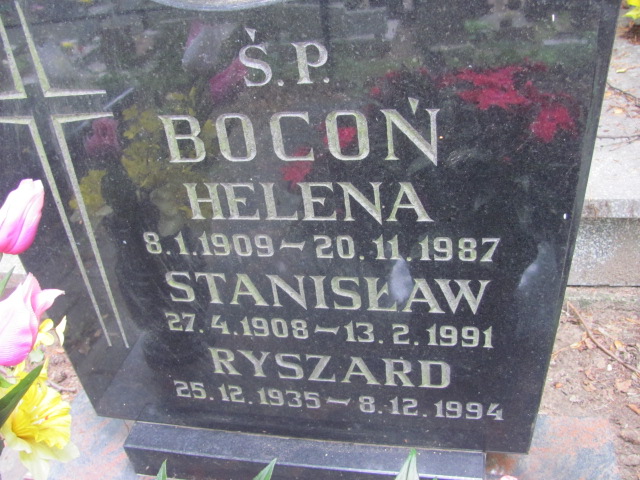 Ś.P.
BOCOŃ
HELENA
8.1.1909 – 20.11.1987
STANISŁAW
27.4.1908 – 13.2.1991
RYSZARD
25.12.1935 – 8.12.1994